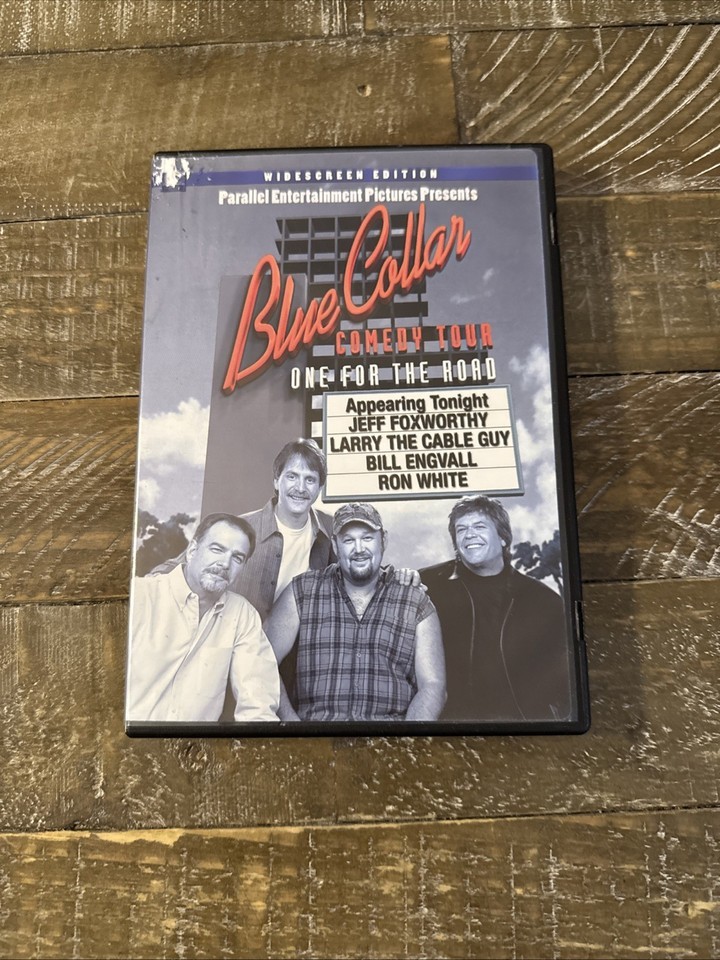 WIDESCREEN EDITION
Parallel Entertainment Pictures Presents
Blue Collar
COMEDY TOUR
ONE FOR THE ROAD
Appearing Tonight
JEFF FOXWORTHY
LARRY THE CABLE GUY
BILL ENGVALL
RON WHITE